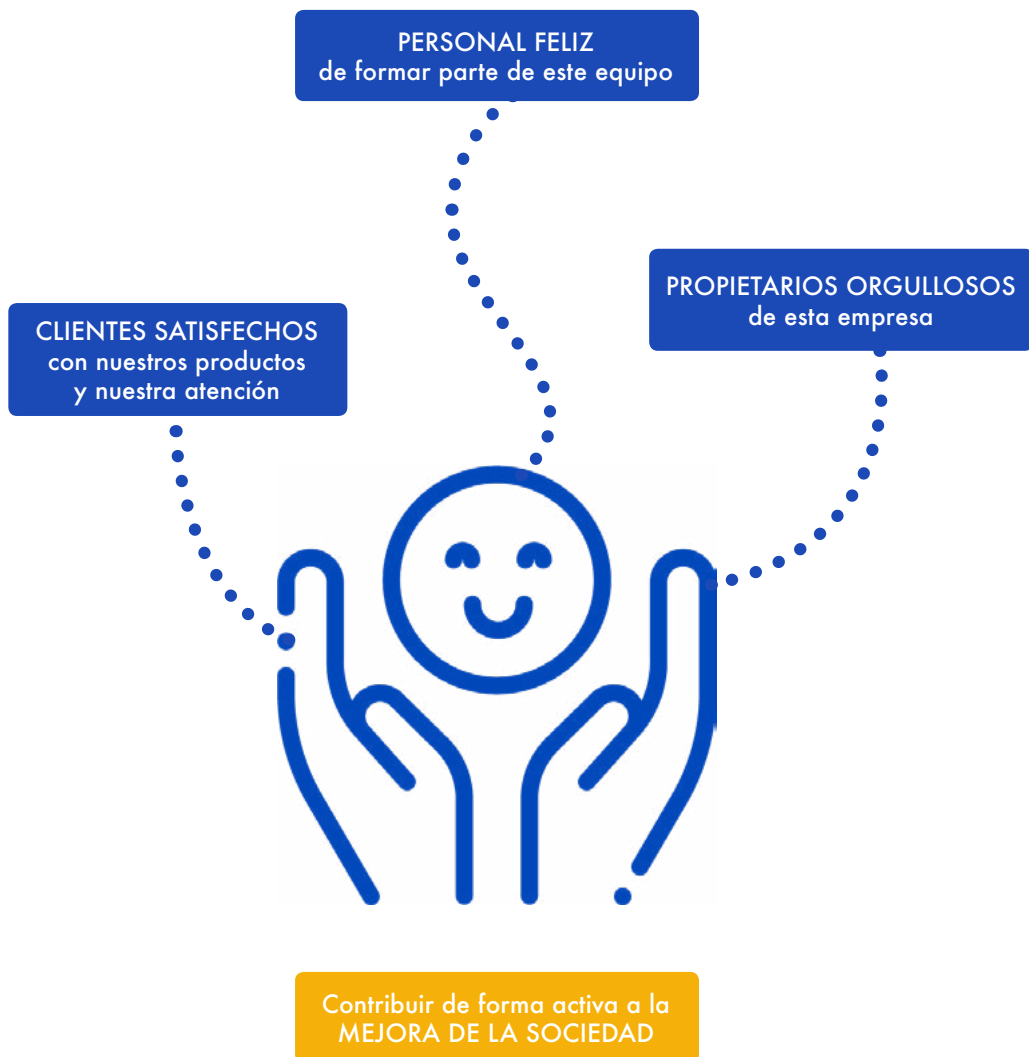 PERSONAL FELIZ
de formar parte de este equipo
PROPIETARIOS ORGULLOSOS
de esta empresa
CLIENTES SATISFECHOS
con nuestros productos
y nuestra atención
Contribuir de forma activa a la
MEJORA DE LA SOCIEDAD